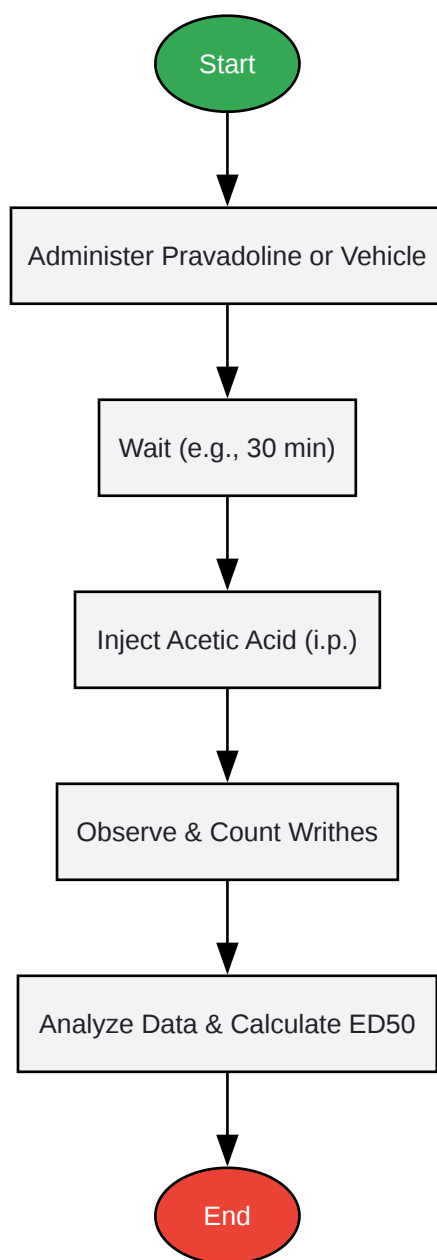 Start
Administer Pravadoline or Vehicle
Wait (e.g., 30 min)
Inject Acetic Acid (i.p.)
Observe & Count Writhes
Analyze Data & Calculate ED50
End